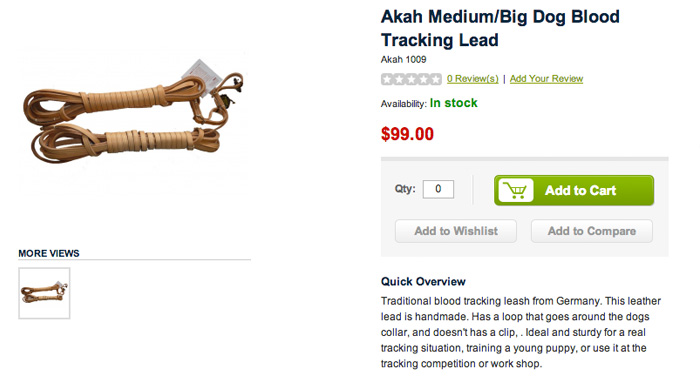 Akah Medium/Big Dog Blood
Tracking Lead
Akah 1009
0 Review(s) | Add Your Review
Availability: In stock
$99.00
Qty: 0
Add to Cart
Add to Wishlist
Add to Compare
MORE VIEWS
Quick Overview
Traditional blood tracking leash from Germany. This leather
lead is handmade. Has a loop that goes around the dogs
collar, and doesn't has a clip, . Ideal and sturdy for a real
tracking situation, training a young puppy, or use it at the
tracking competition or work shop.